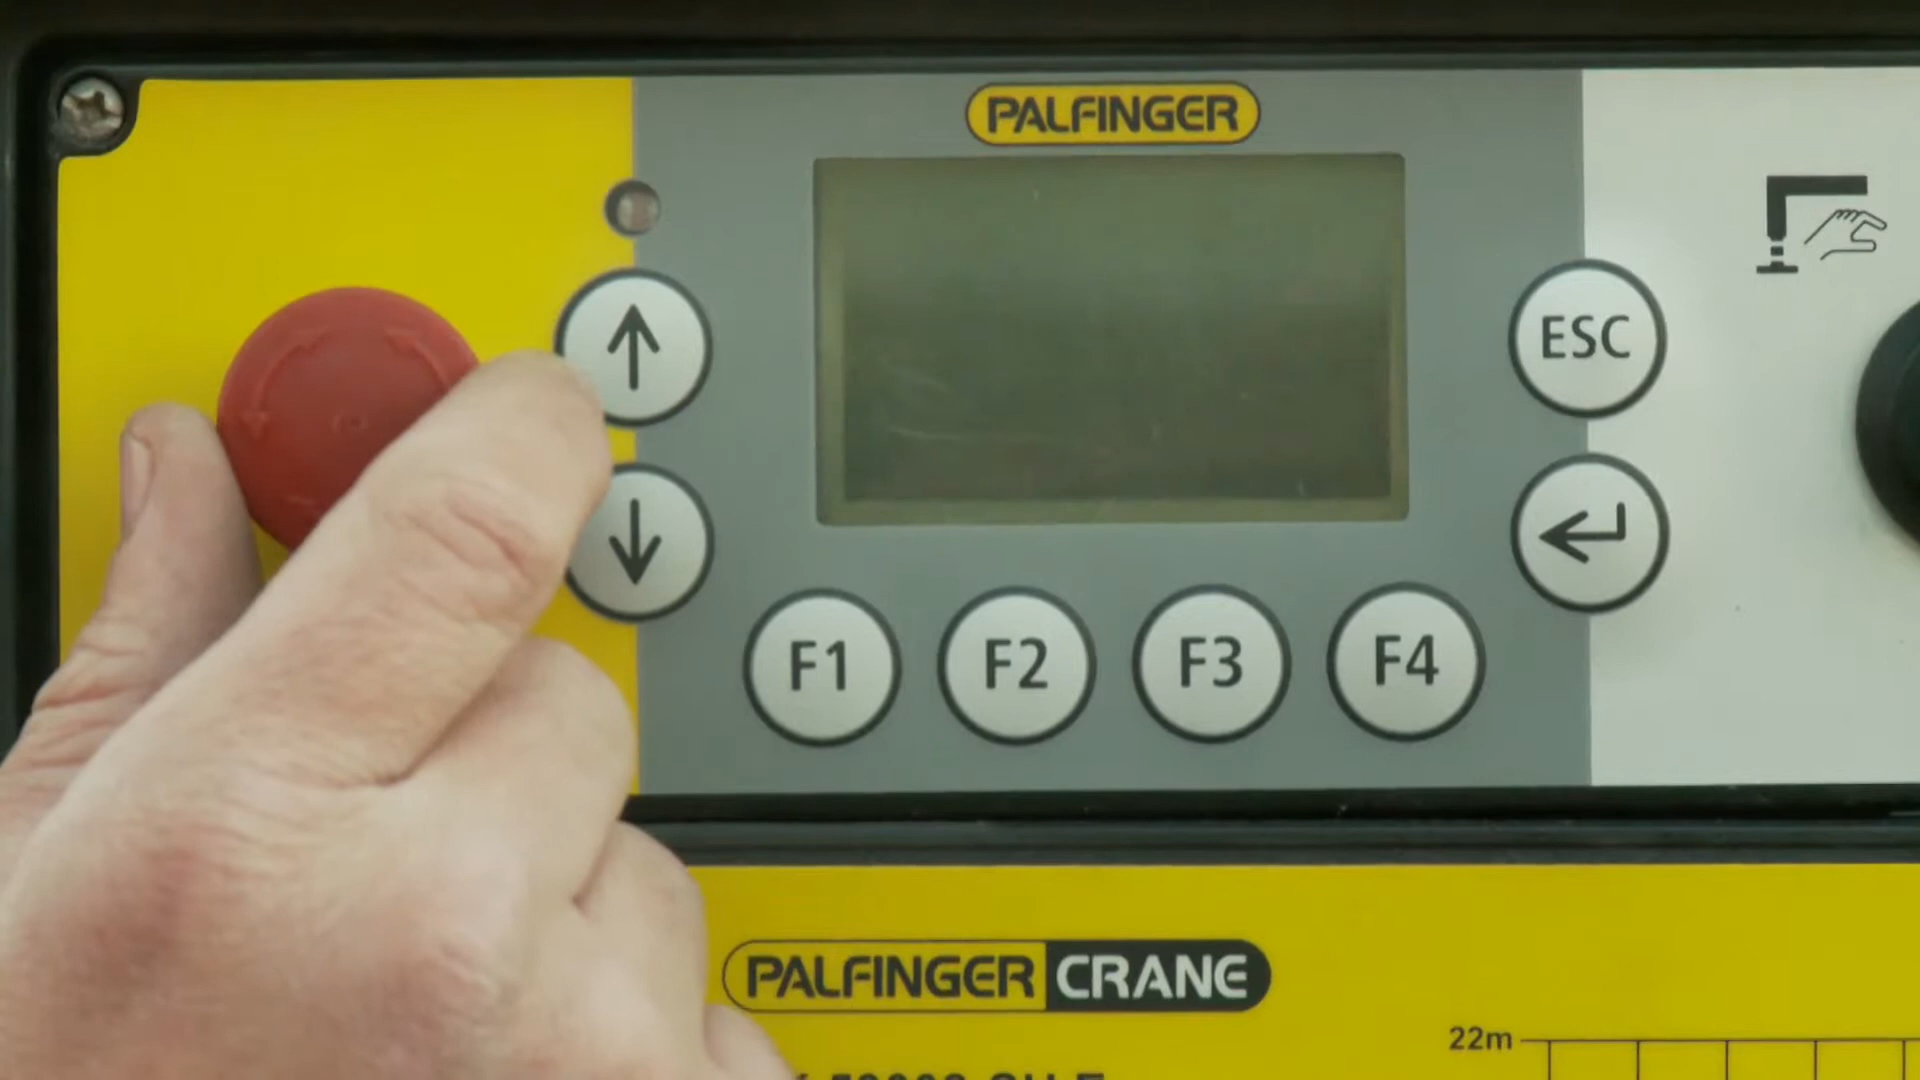 PALFINGER
ESC
F1 F2 F3 F4
PALFINGER CRANE
22m